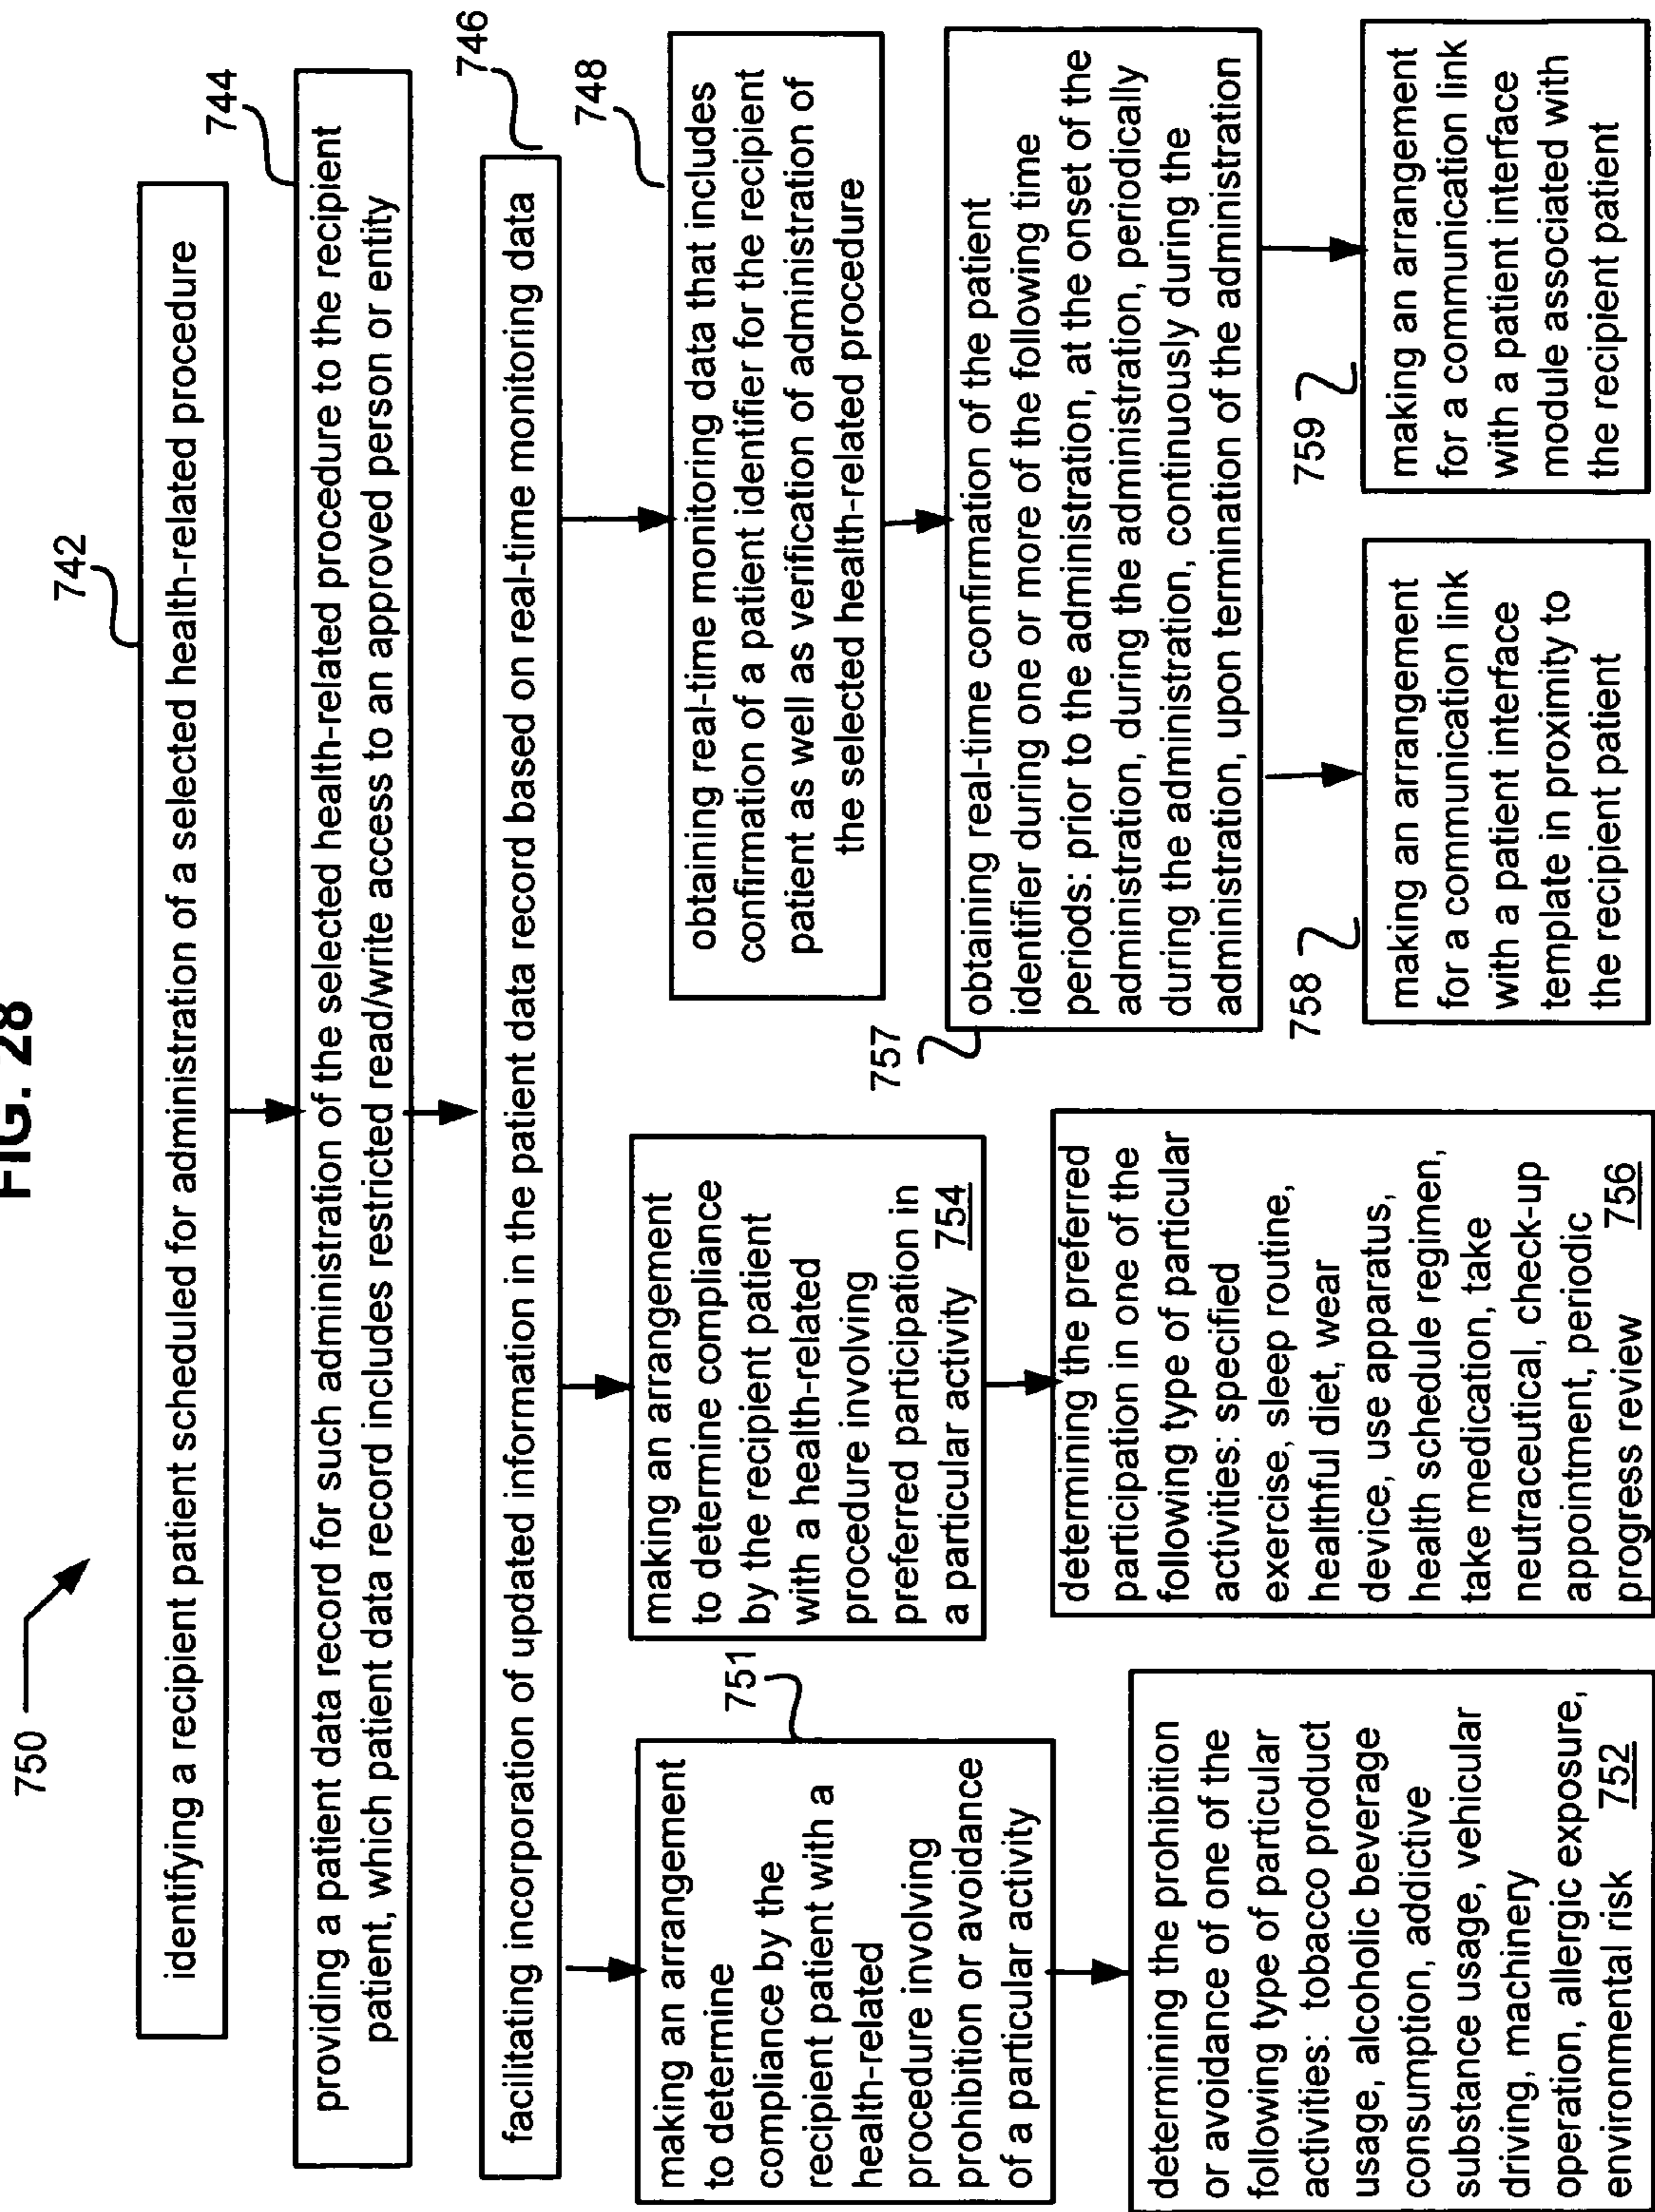 FIG. 28
750
742
identifying a recipient patient scheduled for administration of a selected health-related procedure
744
providing a patient data record for such administration of the selected health-related procedure to the recipient
patient, which patient data record includes restricted read/write access to an approved person or entity
746
facilitating incorporation of updated information in the patient data record based on real-time monitoring data
751
making an arrangement
to determine
compliance by the
recipient patient with a
health-related
procedure involving
prohibition or avoidance
of a particular activity
determining the prohibition
or avoidance of one of the
following type of particular
activities: tobacco product
usage, alcoholic beverage
consumption, addictive
substance usage, vehicular
driving, machinery
operation, allergic exposure,
environmental risk 752
making an arrangement
to determine compliance
by the recipient patient
with a health-related
procedure involving
preferred participation in
a particular activity 754
determining the preferred
participation in one of the
following type of particular
activities: specified
exercise, sleep routine,
healthful diet, wear
device, use apparatus,
health schedule regimen,
take medication, take
neutraceutical, check-up
appointment, periodic
progress review 756
748
obtaining real-time monitoring data that includes
confirmation of a patient identifier for the recipient
patient as well as verification of administration of
the selected health-related procedure
757
obtaining real-time confirmation of the patient
identifier during one or more of the following time
periods: prior to the administration, at the onset of the
administration, during the administration, periodically
during the administration, continuously during the
administration, upon termination of the administration
758
making an arrangement
for a communication link
with a patient interface
template in proximity to
the recipient patient
759
making an arrangement
for a communication link
with a patient interface
module associated with
the recipient patient